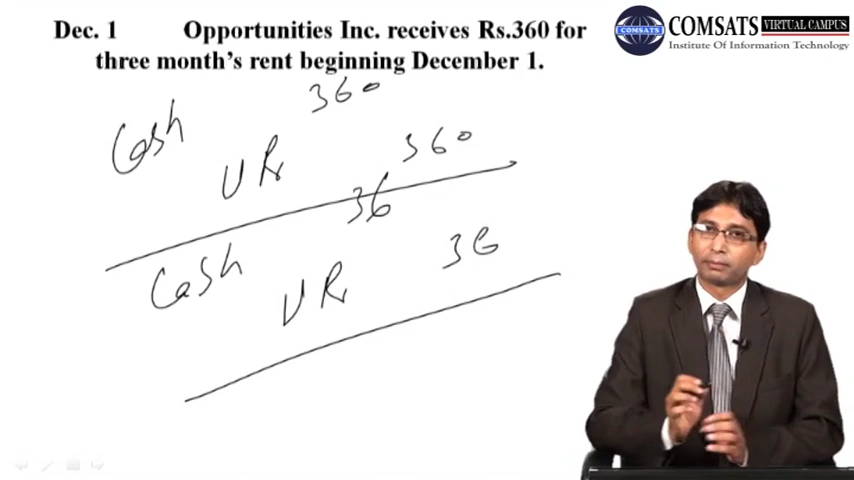 Dec. 1 Opportunities Inc. receives Rs.360 for
three month's rent beginning December 1.
COMSATS VIRTUAL CAMPUS
COMSATS
Institute Of Information Technology
Cash 360
UR 360
Cash 36
UR 36